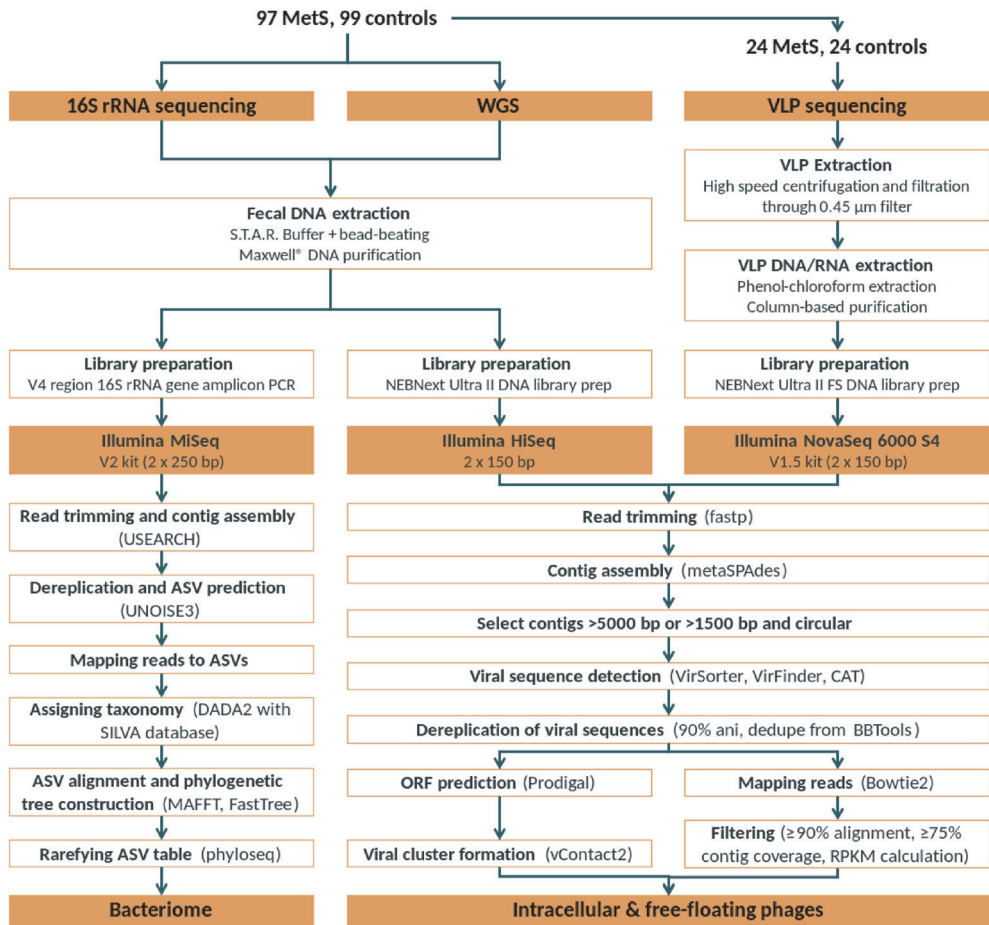 97 MetS, 99 controls
24 MetS, 24 controls
16S rRNA sequencing
WGS
VLP sequencing
VLP Extraction
High speed centrifugation and filtration
through 0.45 μm filter
Fecal DNA extraction
S.T.A.R. Buffer + bead-beating
Maxwell® DNA purification
VLP DNA/RNA extraction
Phenol-chloroform extraction
Column-based purification
Library preparation
V4 region 16S rRNA gene amplicon PCR
Library preparation
NEBNext Ultra II DNA library prep
Library preparation
NEBNext Ultra II FS DNA library prep
Illumina MiSeq
V2 kit (2 x 250 bp)
Illumina HiSeq
2 x 150 bp
Illumina NovaSeq 6000 S4
V1.5 kit (2 x 150 bp)
Read trimming and contig assembly
(USEARCH)
Dereplication and ASV prediction
(UNOISE3)
Mapping reads to ASVs
Assigning taxonomy (DADA2 with
SILVA database)
ASV alignment and phylogenetic
tree construction (MAFFT, FastTree)
Rarefying ASV table (phyloseq)
Bacteriome
Read trimming (fastp)
Contig assembly (metaSPAdes)
Select contigs >5000 bp or >1500 bp and circular
Viral sequence detection (VirSorter, VirFinder, CAT)
Dereplication of viral sequences (90% ani, dedupe from BBTools)
ORF prediction (Prodigal)
Viral cluster formation (vContact2)
Mapping reads (Bowtie2)
Filtering (≥90% alignment, ≥75%
contig coverage, RPKM calculation)
Intracellular & free-floating phages